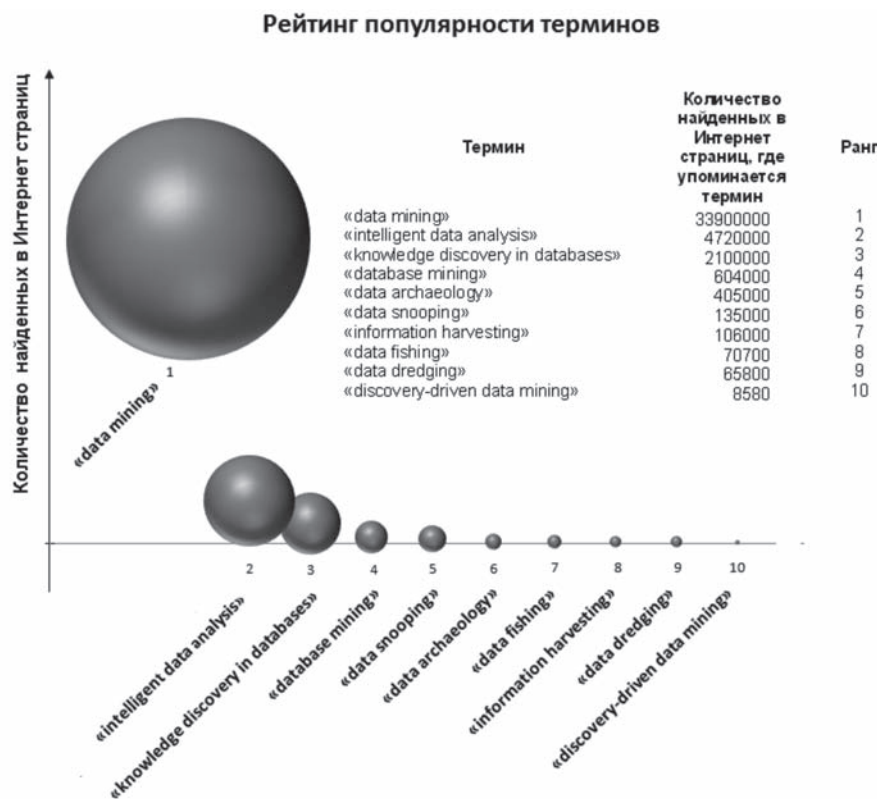 Рейтинг популярности терминов
Количество найденных в Интернет страниц
Термин
Количество
найденных в
Интернет
страниц, где
упоминается
термин
Ранг
«data mining» 33900000 1
«intelligent data analysis» 4720000 2
«knowledge discovery in databases» 2100000 3
«database mining» 604000 4
«data archaeology» 405000 5
«data snooping» 135000 6
«information harvesting» 106000 7
«data fishing» 70700 8
«data dredging» 65800 9
«discovery-driven data mining» 8580 10
1
«data mining»
2 3 4 5 6 7 8 9 10
«intelligent data analysis»
«knowledge discovery in databases»
«database mining»
«data snooping»
«data archaeology»
«data fishing»
«information harvesting»
«data dredging»
«discovery-driven data mining»